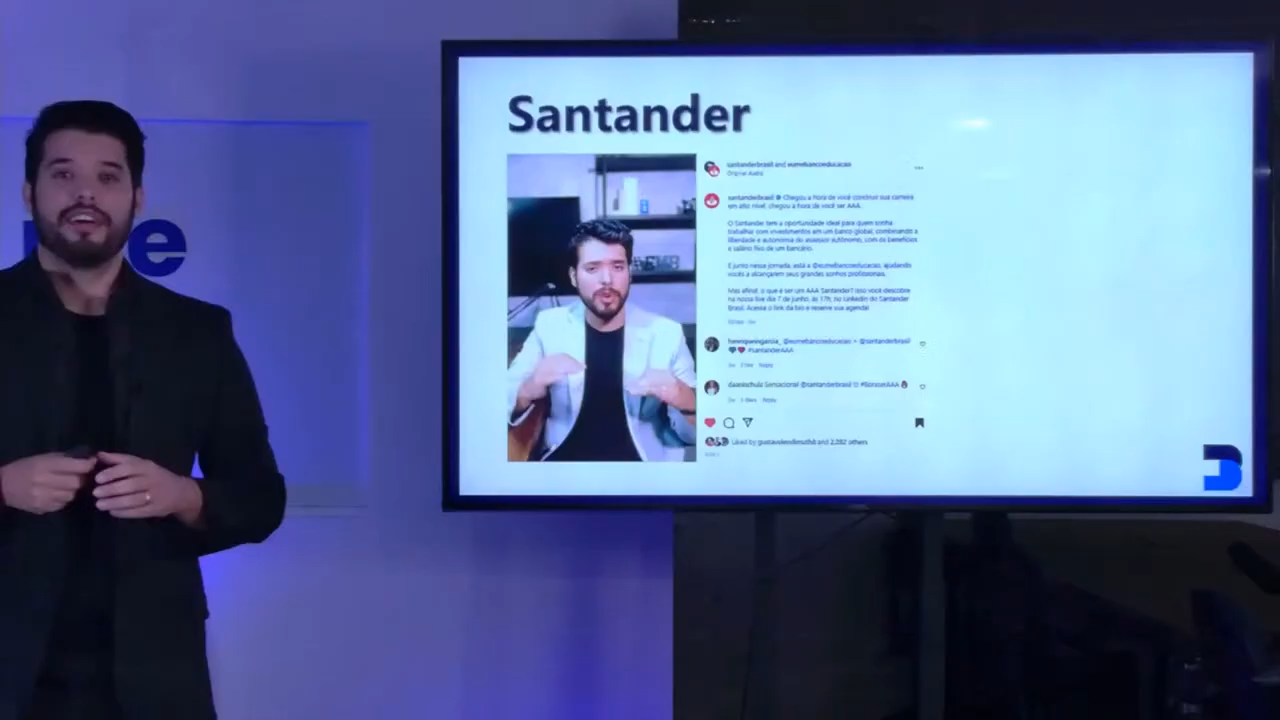 Santander
santanderbrasil and eumebancoeducacao
Original Audio
santanderbrasil Chegou a hora de você construir sua carreira
em alto nível, chegou a hora de você ser AAA.
O Santander tem a oportunidade ideal para quem sonha
trabalhar com investimentos em um banco global, combinando a
liberdade e autonomia do assessor autônomo, com os benefícios
e salário fixo de um bancário.
E junto nessa jornada, está a @eumebancoeducacao, ajudando
vocês a alcançarem seus grandes sonhos profissionais.
Mas afinal, o que é ser um AAA Santander? Isso você descobre
na nossa live dia 7 de junho, às 17h, no Linkedin do Santander
Brasil. Acesse o link da bio e reserve sua agenda!
@eumebancoeducacao + @santanderbrasil
#santanderAAA
Reply
Sensacional @santanderbrasil
Reply
Liked by and 2,202 others